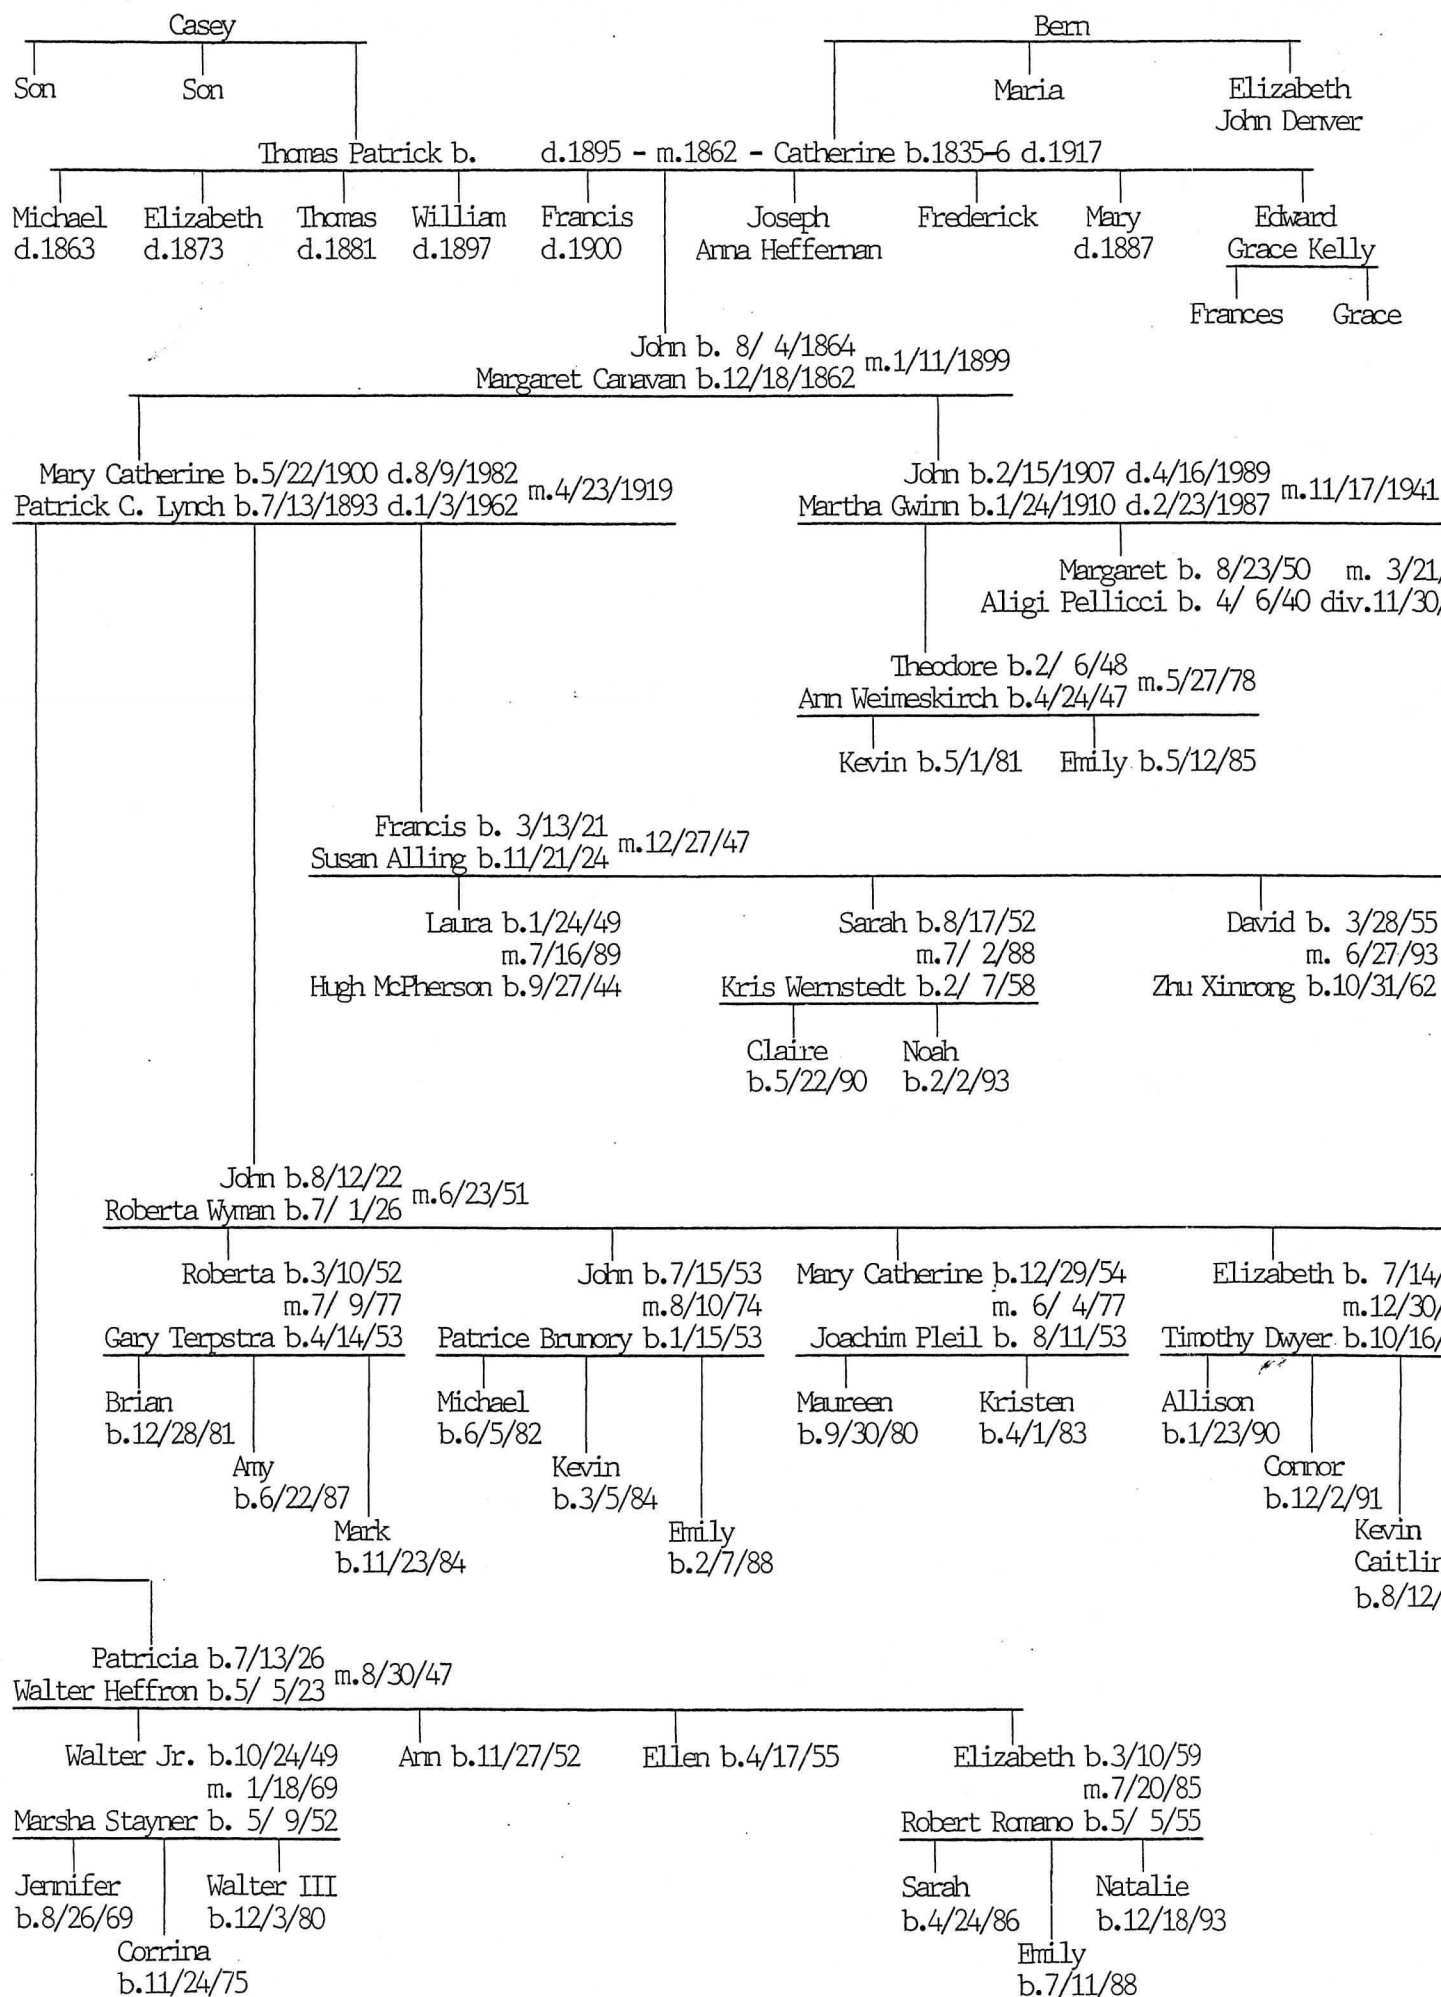 Casey
Bern
Son
Son
Maria
Elizabeth
John Denver
Thomas Patrick b. d.1895 - m.1862 - Catherine b.1835-6 d.1917
Michael
d.1863
Elizabeth
d.1873
Thomas
d.1881
William
d.1897
Francis
d.1900
Joseph
Anna Heffernan
Frederick
Mary
d.1887
Edward
Grace Kelly
Frances
Grace
John b. 8/ 4/1864
Margaret Canavan b.12/18/1862
m.1/11/1899
Mary Catherine b.5/22/1900 d.8/9/1982
Patrick C. Lynch b.7/13/1893 d.1/3/1962
m.4/23/1919
John b.2/15/1907 d.4/16/1989
Martha Gwinn b.1/24/1910 d.2/23/1987
m.11/17/1941
Margaret b. 8/23/50 m. 3/21/
Aligi Pellicci b. 4/ 6/40 div.11/30/
Theodore b.2/ 6/48
Ann Weimeskirch b.4/24/47
m.5/27/78
Kevin b.5/1/81
Emily b.5/12/85
Francis b. 3/13/21
Susan Alling b.11/21/24
m.12/27/47
Laura b.1/24/49
m.7/16/89
Hugh McPherson b.9/27/44
Sarah b.8/17/52
m.7/ 2/88
Kris Wernstedt b.2/ 7/58
David b. 3/28/55
m. 6/27/93
Zhu Xinrong b.10/31/62
Claire
b.5/22/90
Noah
b.2/2/93
John b.8/12/22
Roberta Wyman b.7/ 1/26
m.6/23/51
Roberta b.3/10/52
m.7/ 9/77
Gary Terpstra b.4/14/53
John b.7/15/53
m.8/10/74
Patrice Brunory b.1/15/53
Mary Catherine b.12/29/54
m. 6/ 4/77
Joachim Pleil b. 8/11/53
Elizabeth b. 7/14/
m.12/30/
Timothy Dwyer b.10/16/
Brian
b.12/28/81
Amy
b.6/22/87
Mark
b.11/23/84
Michael
b.6/5/82
Kevin
b.3/5/84
Emily
b.2/7/88
Maureen
b.9/30/80
Kristen
b.4/1/83
Allison
b.1/23/90
Connor
b.12/2/91
Kevin
Caitlin
b.8/12/
Patricia b.7/13/26
Walter Heffron b.5/ 5/23
m.8/30/47
Walter Jr. b.10/24/49
m. 1/18/69
Marsha Stayner b. 5/ 9/52
Ann b.11/27/52
Ellen b.4/17/55
Elizabeth b.3/10/59
m.7/20/85
Robert Romano b.5/ 5/55
Jennifer
b.8/26/69
Corrina
b.11/24/75
Walter III
b.12/3/80
Sarah
b.4/24/86
Emily
b.7/11/88
Natalie
b.12/18/93